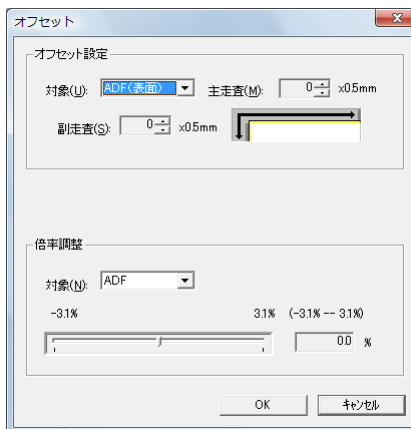 オフセット
オフセット設定
対象(U): ADF(表面) 主走査(M): 0 x0.5mm
副走査(S): 0 x0.5mm
倍率調整
対象(N): ADF
-3.1% 3.1% (-3.1% -- 3.1%)
0.0 %
OK キャンセル